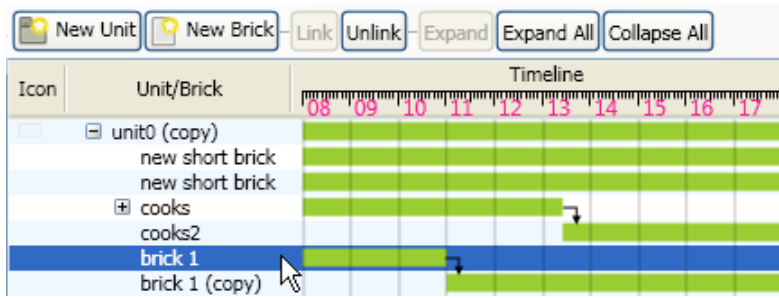 New Unit New Brick Link Unlink Expand Expand All Collapse All
Icon Unit/Brick Timeline
08 09 10 11 12 13 14 15 16 17
unit0 (copy)
new short brick
new short brick
cooks
cooks2
brick 1
brick 1 (copy)